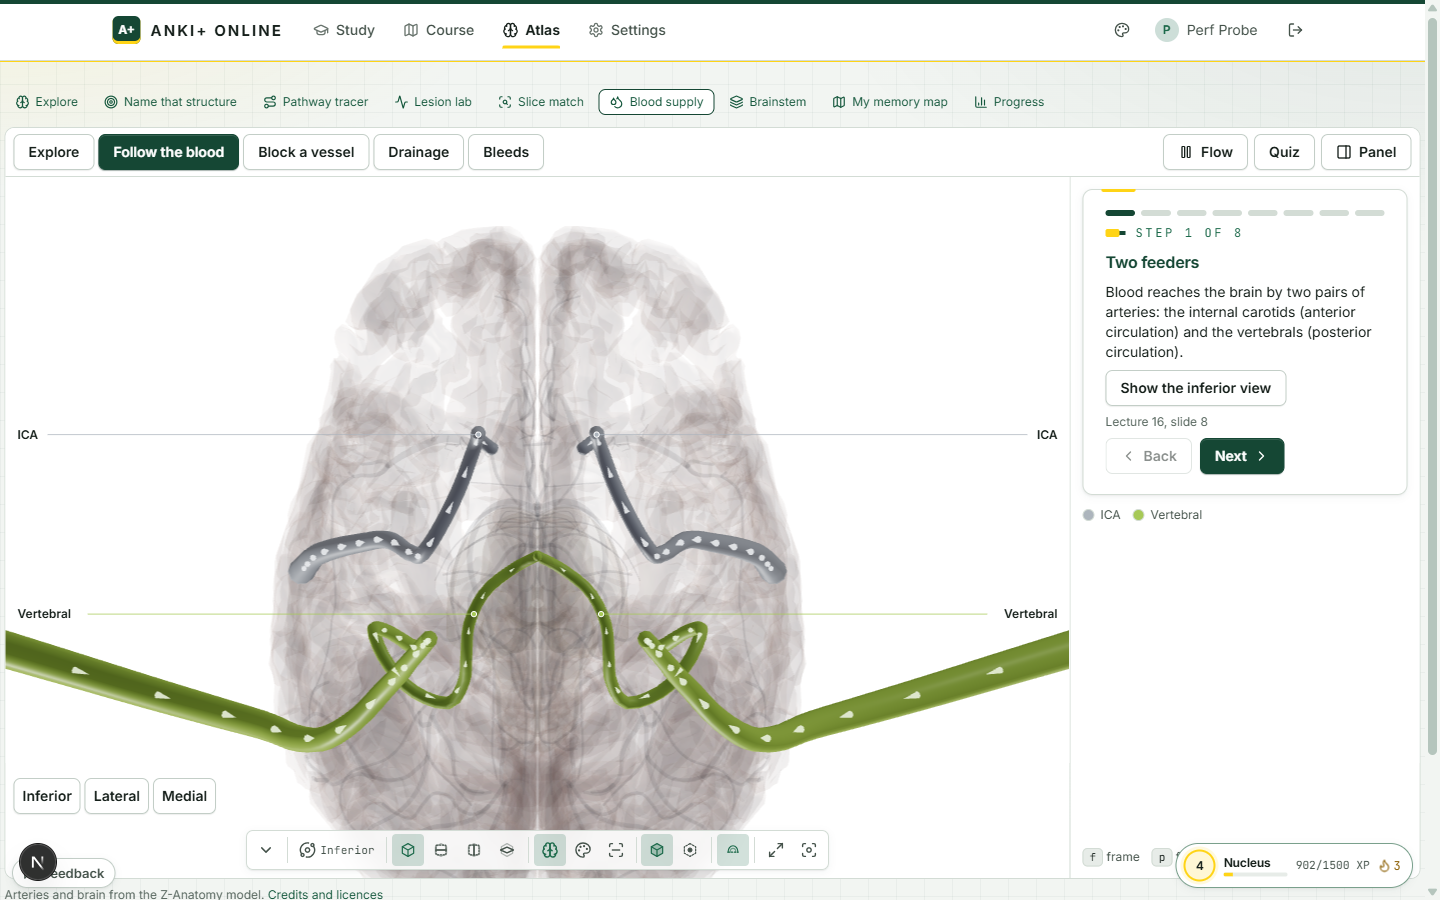 A+ ANKI+ ONLINE Study Course Atlas Settings P Perf Probe
Explore Name that structure Pathway tracer Lesion lab Slice match Blood supply Brainstem My memory map Progress
Explore Follow the blood Block a vessel Drainage Bleeds Flow Quiz Panel
STEP 1 OF 8
Two feeders
Blood reaches the brain by two pairs of
arteries: the internal carotids (anterior
circulation) and the vertebrals (posterior
circulation).
Show the inferior view
Lecture 16, slide 8
Back Next
ICA Vertebral
ICA ICA
Vertebral Vertebral
Inferior Lateral Medial
Inferior
f frame p
N eedback
4 Nucleus 902/1500 XP 3
Arteries and brain from the Z-Anatomy model. Credits and licences